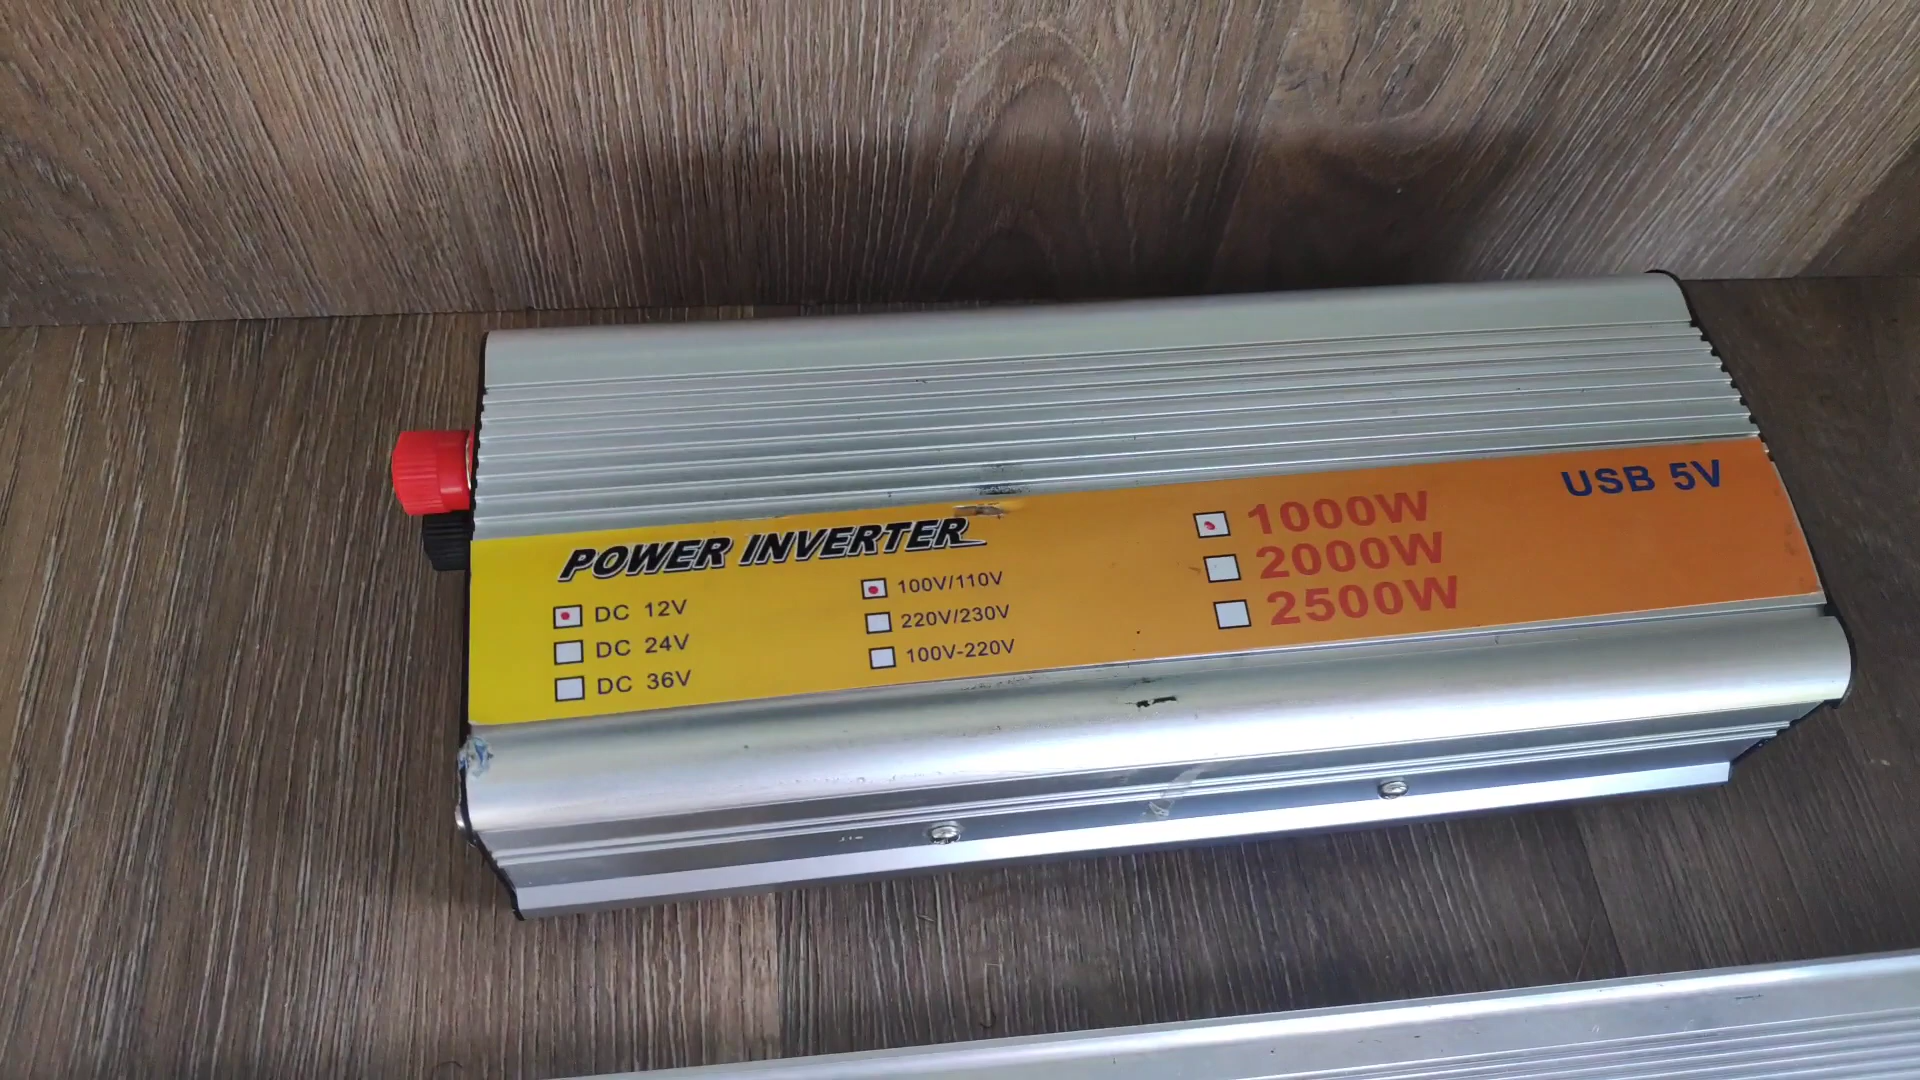 POWER INVERTER
DC 12V
DC 24V
DC 36V
100V/110V
220V/230V
100V-220V
1000W
2000W
2500W
USB 5V